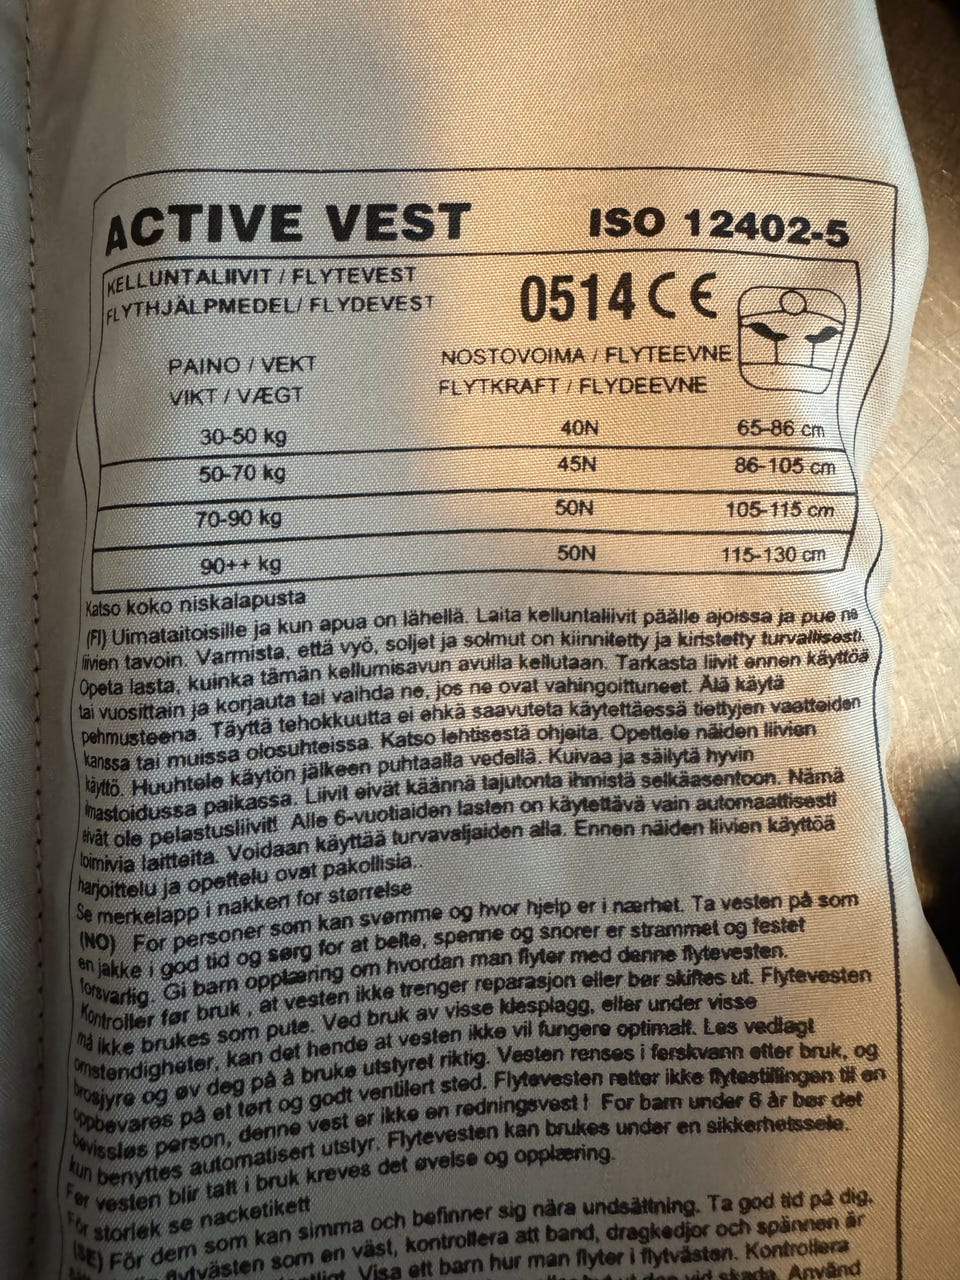 ACTIVE VEST ISO 12402-5
KELLUNTALIIVIT / FLYTEVEST
FLYTHJÄLPMEDEL/ FLYDEVEST
0514 CE
PAINO / VEKT
VIKT / VÆGT
NOSTOVOIMA / FLYTEEVNE
FLYTKRAFT / FLYDEEVNE
30-50 kg 40N 65-86 cm
50-70 kg 45N 86-105 cm
70-90 kg 50N 105-115 cm
90++ kg 50N 115-130 cm
Katso koko niskalapusta
(FI) Uimataitoisille ja kun apua on lähellä. Laita kelluntaliivit päälle ajoissa ja pue ne
liivien tavoin. Varmista, että vyö, soljet ja solmut on kiinnitetty ja kiristetty turvallisesti.
Opeta lasta, kuinka tämän kellumisavun avulla kellutaan. Tarkasta liivit ennen käyttöä
tai vuosittain ja korjauta tai vaihda ne, jos ne ovat vahingoittuneet. Älä käytä
pehmusteena. Täyttä tehokkuutta ei ehkä saavuteta käytettäessä tiettyjen vaatteiden
kanssa tai muissa olosuhteissa. Katso lehtisestä ohjeita. Opettele näiden liivien
käyttö. Huuhtele käytön jälkeen puhtaalla vedellä. Kuivaa ja säilytä hyvin
ilmastoidussa paikassa. Liivit eivät käännä tajutonta ihmistä selkäasentoon. Nämä
eivät ole pelastusliivit! Alle 6-vuotiaiden lasten on käytettävä vain automaattisesti
toimivia laitteita. Voidaan käyttää turvavaljaiden alla. Ennen näiden liivien käyttöä
harjoittelu ja opettelu ovat pakollisia..
Se merkelapp i nakken for størrelse
(NO) For personer som kan svømme og hvor hjelp er i nærhet. Ta vesten på som
en jakke i god tid og sørg for at belte, spenne og snorer er strammet og festet
forsvarlig. Gi barn opplæring om hvordan man flyter med denne flytevesten.
Kontroller før bruk , at vesten ikke trenger reparasjon eller bør skiftes ut. Flytevesten
må ikke brukes som pute. Ved bruk av visse klesplagg, eller under visse
omstendigheter, kan det hende at vesten ikke vil fungere optimalt. Les vedlagt
brosjyre og øv deg på å bruke utstyret riktig. Vesten renses i ferskvann etter bruk, og
oppbevares på et tørt og godt ventilert sted. Flytevesten retter ikke flytestillingen til en
bevissløs person, denne vest er ikke en redningsvest ! For barn under 6 år bør det
kun benyttes automatisert utstyr. Flytevesten kan brukes under en sikkerhetssele.
Før vesten blir tatt i bruk kreves det øvelse og opplæring.
För storlek se nacketikett
(SE) För dem som kan simma och befinner sig nära undsättning. Ta god tid på dig.
flytvästen som en väst, kontrollera att band, dragkedjor och spännen är
Visa ett barn hur man flyter i flytvästen. Kontrollera
vid skada. Använd